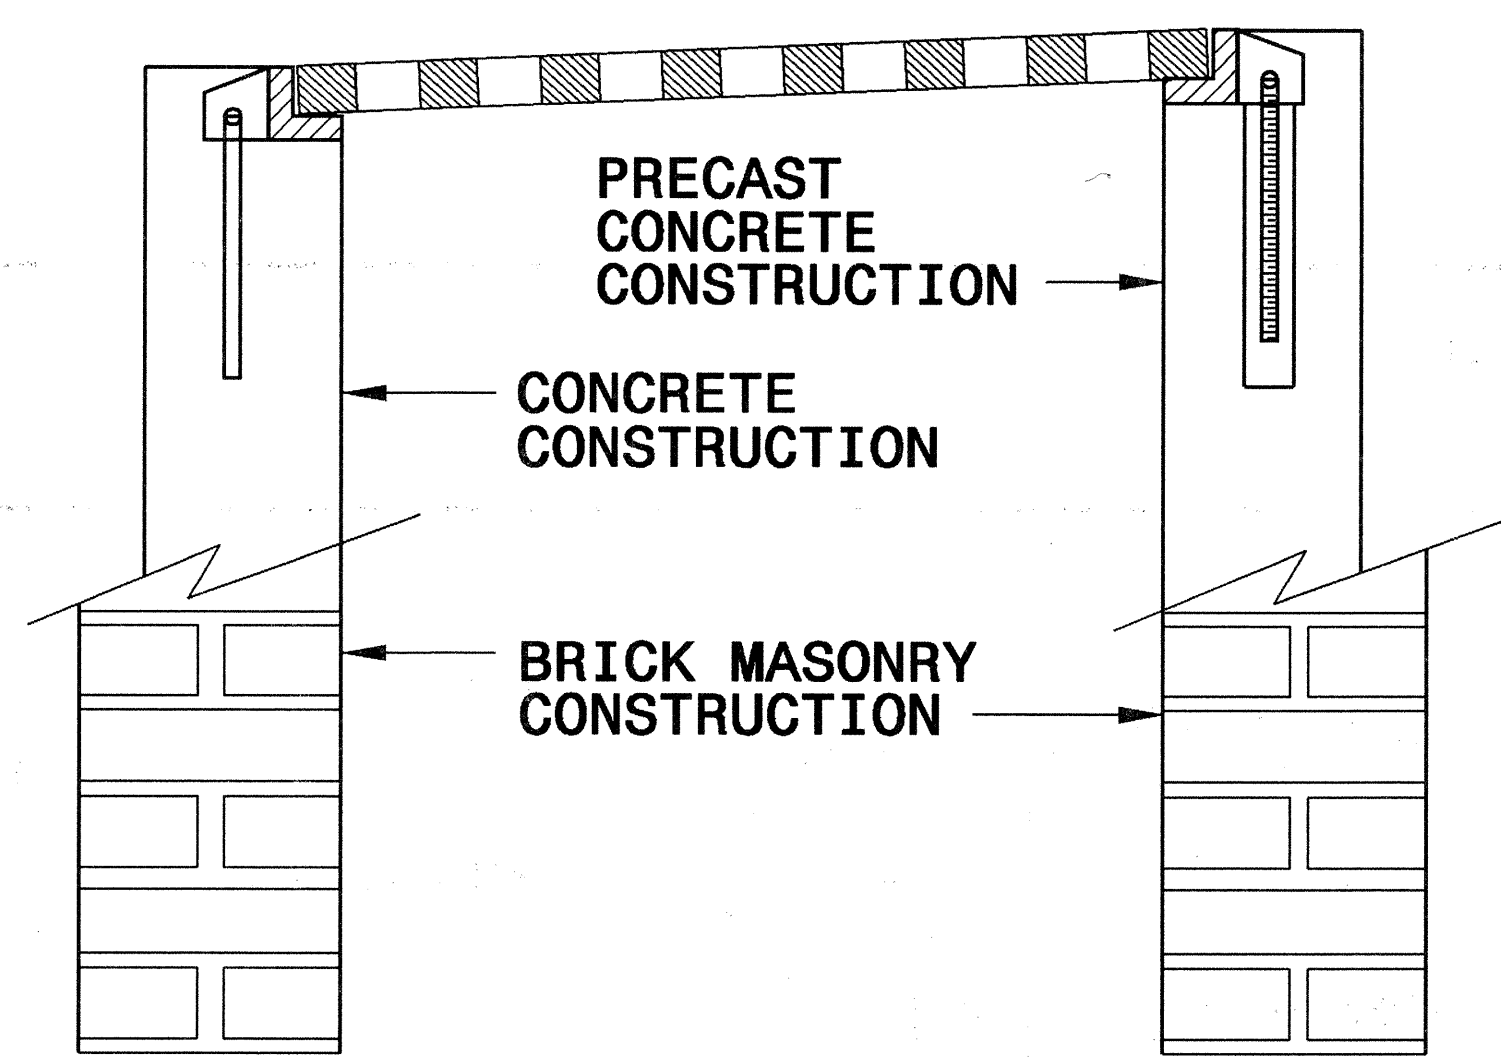 PRECAST
CONCRETE
CONSTRUCTION
CONCRETE
CONSTRUCTION
BRICK MASONRY
CONSTRUCTION